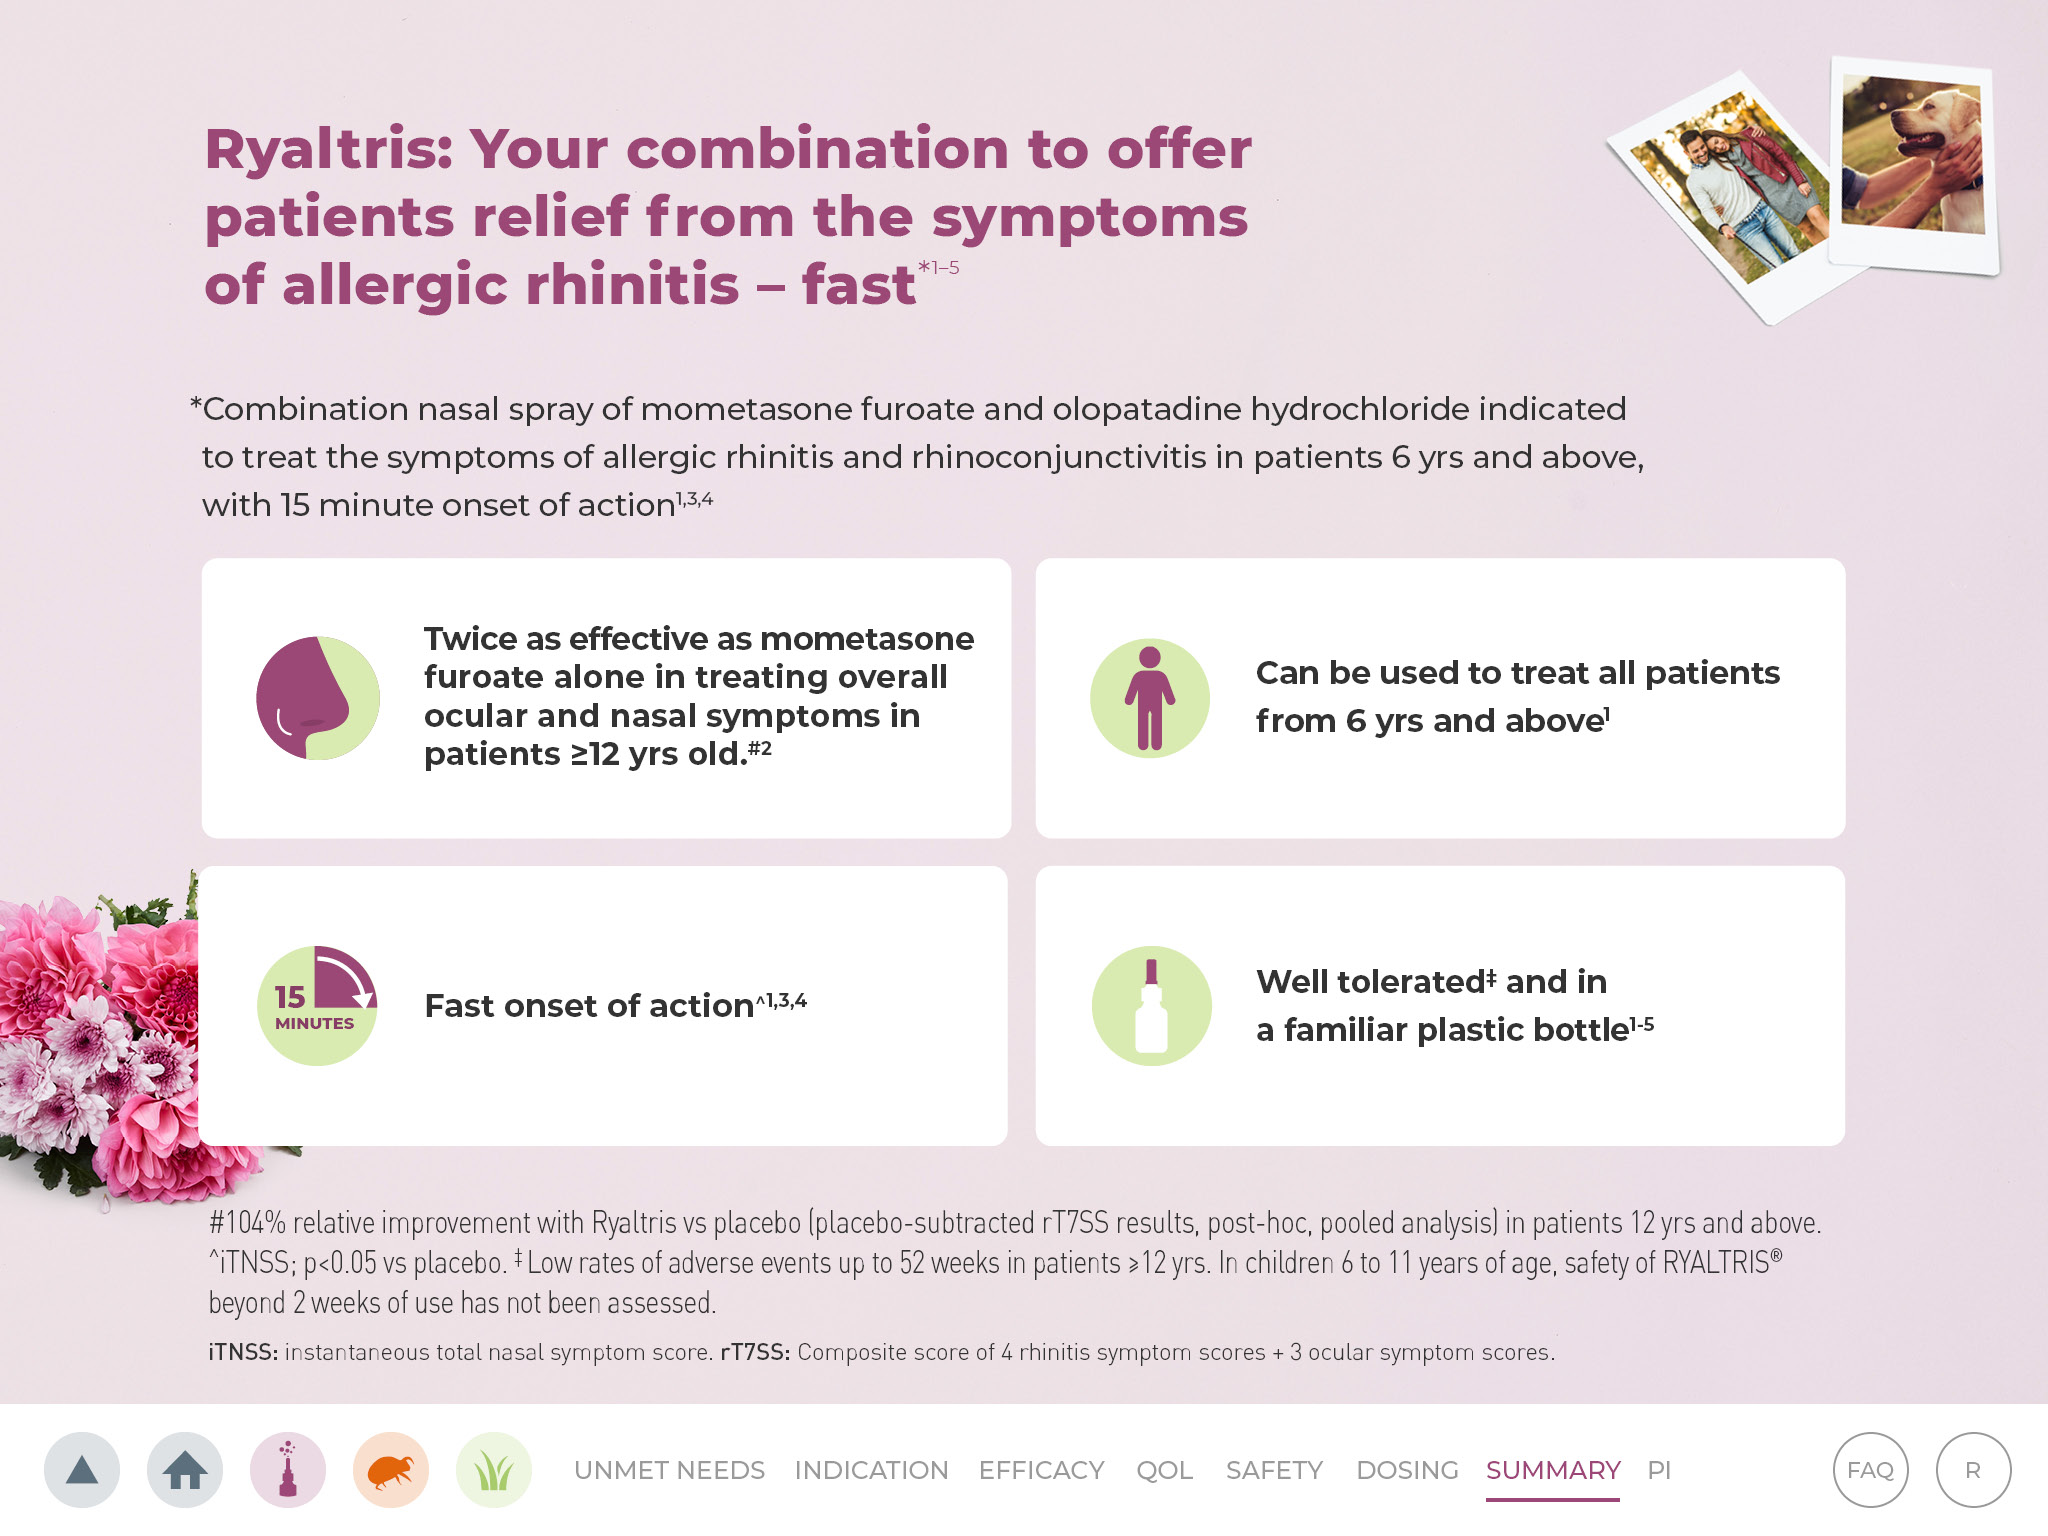 Ryaltris: Your combination to offer
patients relief from the symptoms
of allergic rhinitis – fast*1–5
*Combination nasal spray of mometasone furoate and olopatadine hydrochloride indicated
to treat the symptoms of allergic rhinitis and rhinoconjunctivitis in patients 6 yrs and above,
with 15 minute onset of action1,3,4
Twice as effective as mometasone
furoate alone in treating overall
ocular and nasal symptoms in
patients ≥12 yrs old.#2
Can be used to treat all patients
from 6 yrs and above1
15
MINUTES
Fast onset of action^1,3,4
Well tolerated‡ and in
a familiar plastic bottle1-5
#104% relative improvement with Ryaltris vs placebo (placebo-subtracted rT7SS results, post-hoc, pooled analysis) in patients 12 yrs and above.
^iTNSS; p<0.05 vs placebo. ‡ Low rates of adverse events up to 52 weeks in patients ≥12 yrs. In children 6 to 11 years of age, safety of RYALTRIS®
beyond 2 weeks of use has not been assessed.
iTNSS: instantaneous total nasal symptom score. rT7SS: Composite score of 4 rhinitis symptom scores + 3 ocular symptom scores.
UNMET NEEDS INDICATION EFFICACY QOL SAFETY DOSING SUMMARY PI FAQ R